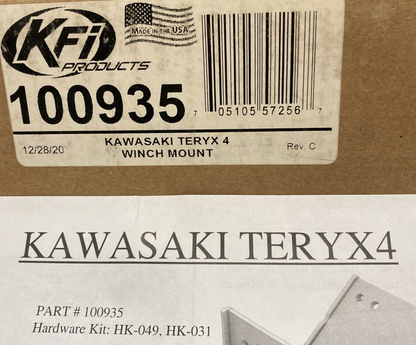 KFi
MADE IN THE USA
PRODUCTS
100935
7 05105 57256 7
KAWASAKI TERYX 4
WINCH MOUNT
12/28/20
Rev. C
KAWASAKI TERYX4
PART # 100935
Hardware Kit: HK-049, HK-031